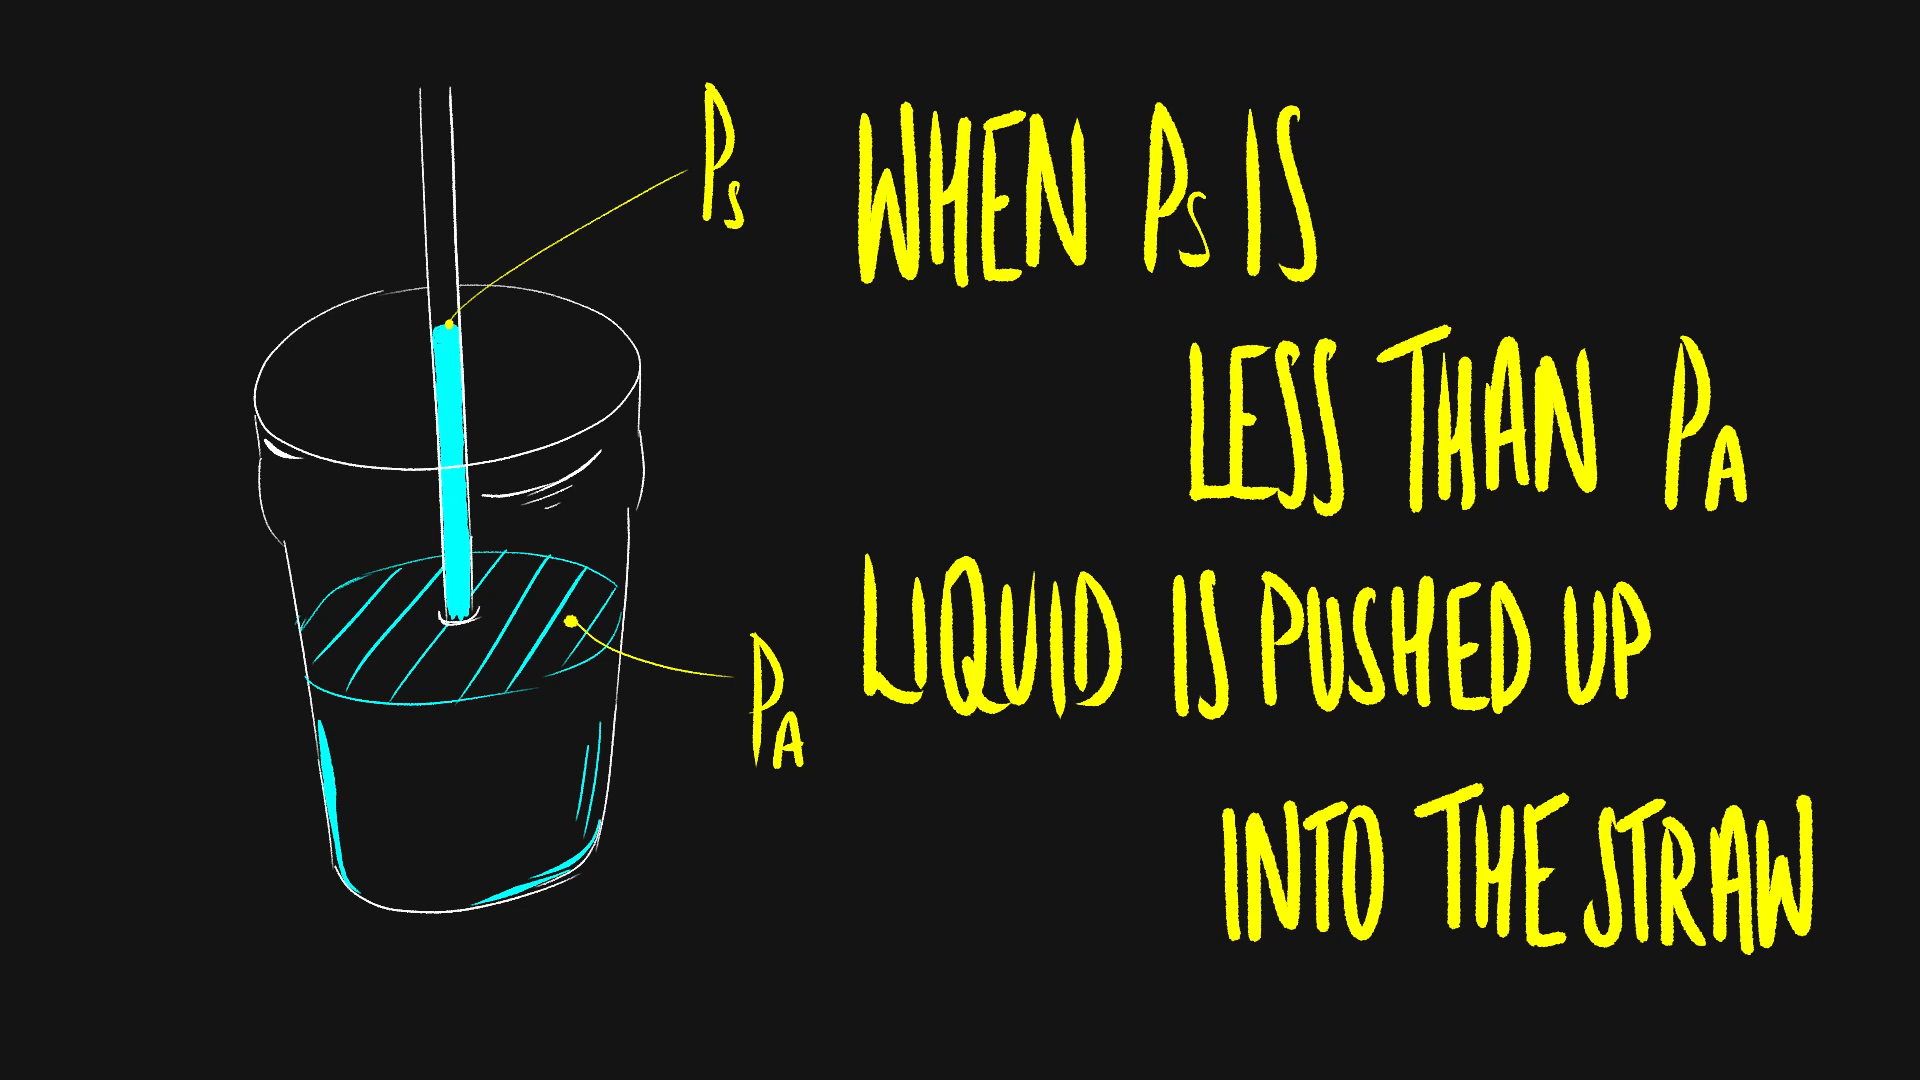 Ps
WHEN Ps IS
LESS THAN PA
PA
LIQUID IS PUSHED UP
INTO THE STRAW